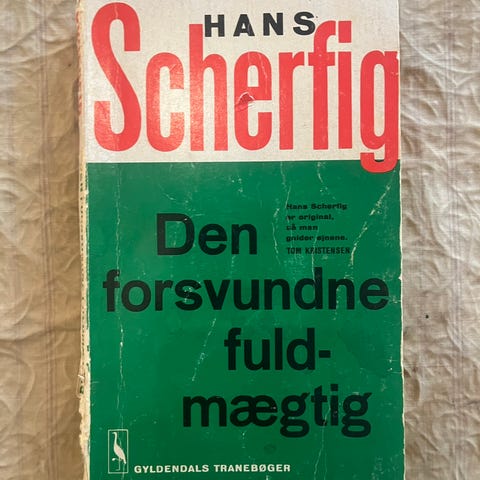 HANS
Scherfig
Hans Scherfig
er original,
så man
gnider øjnene.
TOM KRISTENSEN
Den
forsvundne
fuld-
mægtig
GYLDENDALS TRANEBØGER